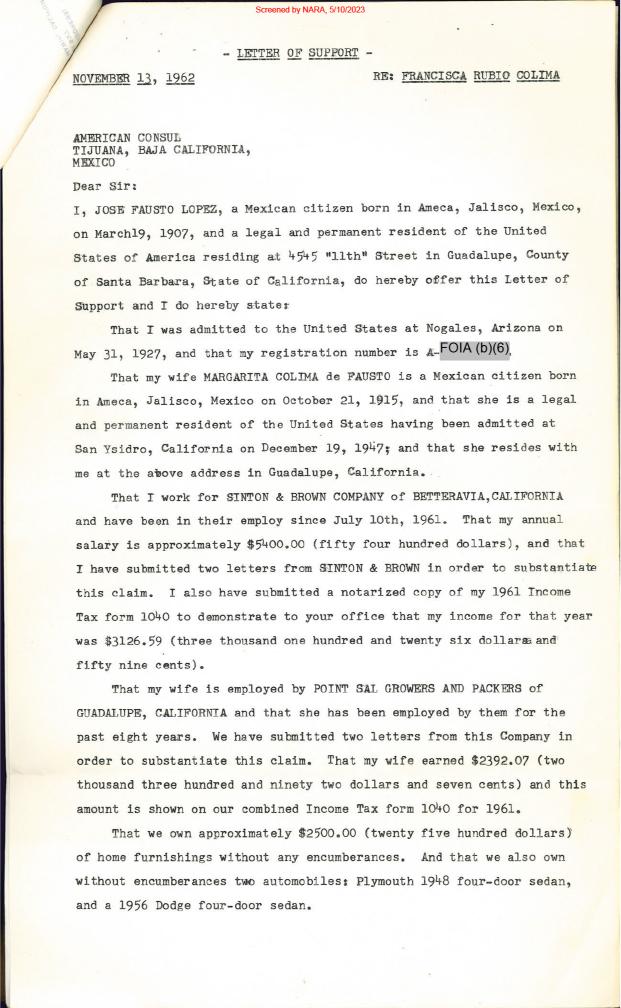 Screened by NARA, 5/10/2023
- LETTER OF SUPPORT -
NOVEMBER 13, 1962 RE: FRANCISCA RUBIO COLIMA
AMERICAN CONSUL
TIJUANA, BAJA CALIFORNIA,
MEXICO
Dear Sir:
I, JOSE FAUSTO LOPEZ, a Mexican citizen born in Ameca, Jalisco, Mexico,
on March19, 1907, and a legal and permanent resident of the United
States of America residing at 4545 "11th" Street in Guadalupe, County
of Santa Barbara, State of California, do hereby offer this Letter of
Support and I do hereby state:
That I was admitted to the United States at Nogales, Arizona on
May 31, 1927, and that my registration number is A-FOIA (b)(6).
That my wife MARGARITA COLIMA de FAUSTO is a Mexican citizen born
in Ameca, Jalisco, Mexico on October 21, 1915, and that she is a legal
and permanent resident of the United States having been admitted at
San Ysidro, California on December 19, 1947; and that she resides with
me at the above address in Guadalupe, California.
That I work for SINTON & BROWN COMPANY of BETTERAVIA,CALIFORNIA
and have been in their employ since July 10th, 1961. That my annual
salary is approximately $5400.00 (fifty four hundred dollars), and that
I have submitted two letters from SINTON & BROWN in order to substantiate
this claim. I also have submitted a notarized copy of my 1961 Income
Tax form 1040 to demonstrate to your office that my income for that year
was $3126.59 (three thousand one hundred and twenty six dollars and
fifty nine cents).
That my wife is employed by POINT SAL GROWERS AND PACKERS of
GUADALUPE, CALIFORNIA and that she has been employed by them for the
past eight years. We have submitted two letters from this Company in
order to substantiate this claim. That my wife earned $2392.07 (two
thousand three hundred and ninety two dollars and seven cents) and this
amount is shown on our combined Income Tax form 1040 for 1961.
That we own approximately $2500.00 (twenty five hundred dollars)
of home furnishings without any encumberances. And that we also own
without encumberances two automobiles: Plymouth 1948 four-door sedan,
and a 1956 Dodge four-door sedan.